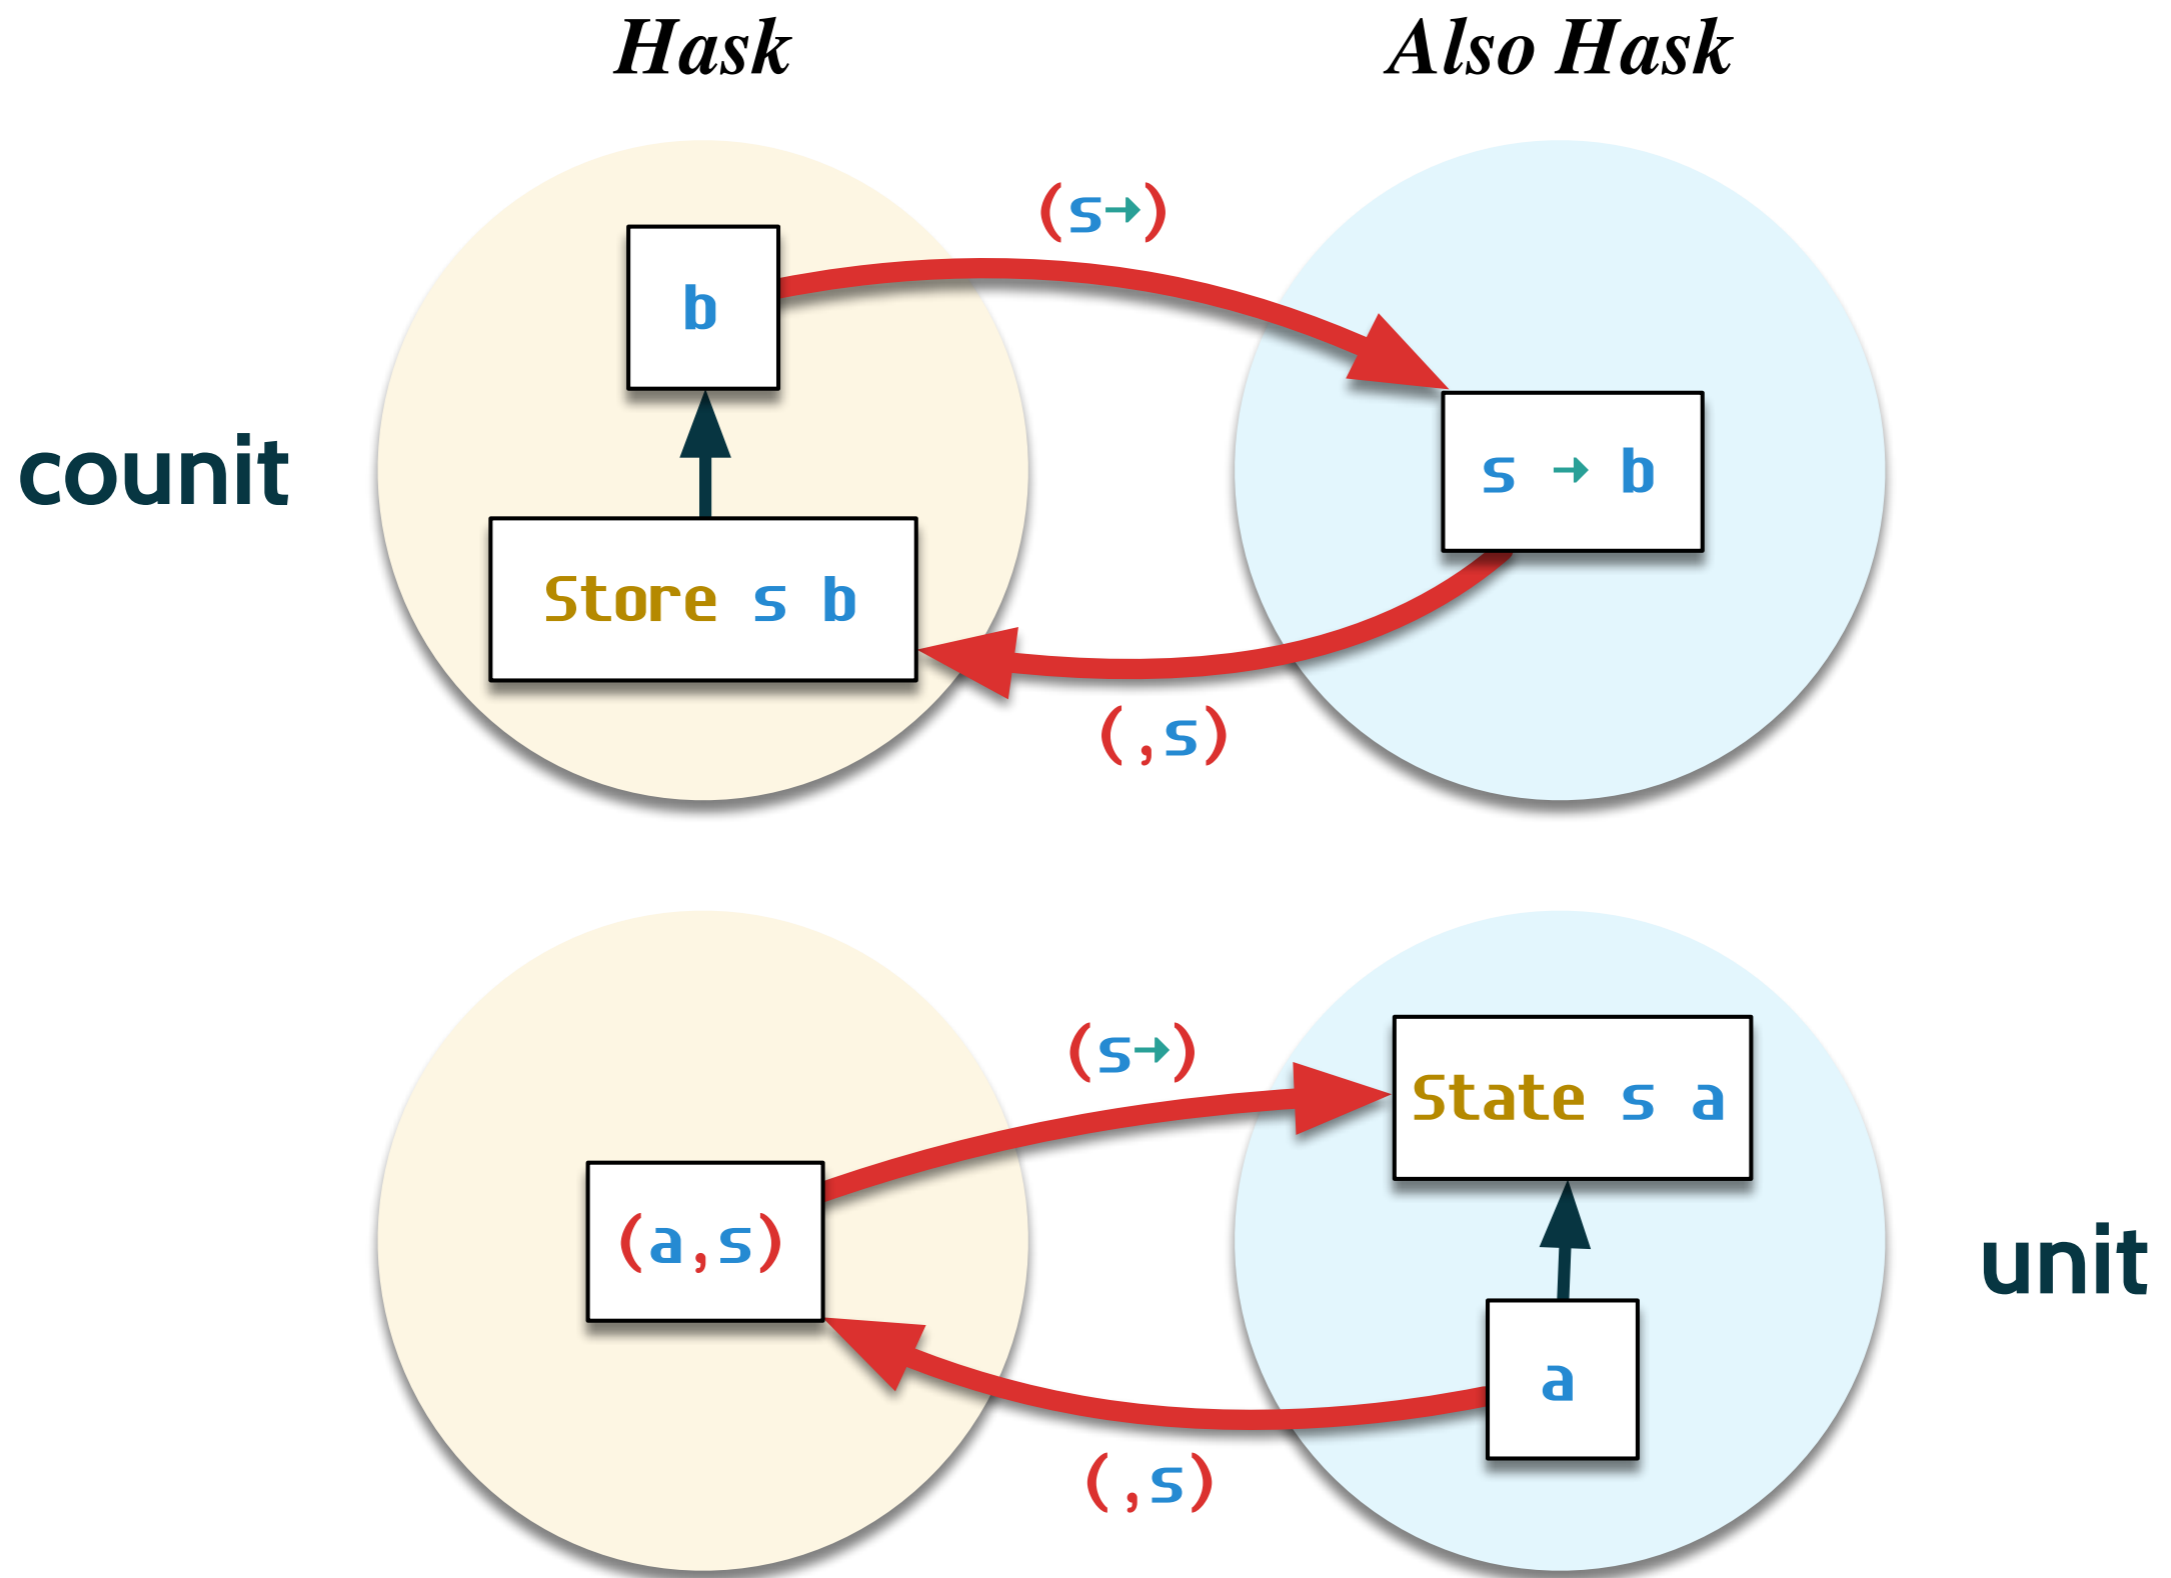 Hask
Also Hask
(s→)
b
s → b
counit
Store s b
(,s)
(s→)
State s a
(a,s)
unit
a
(,s)